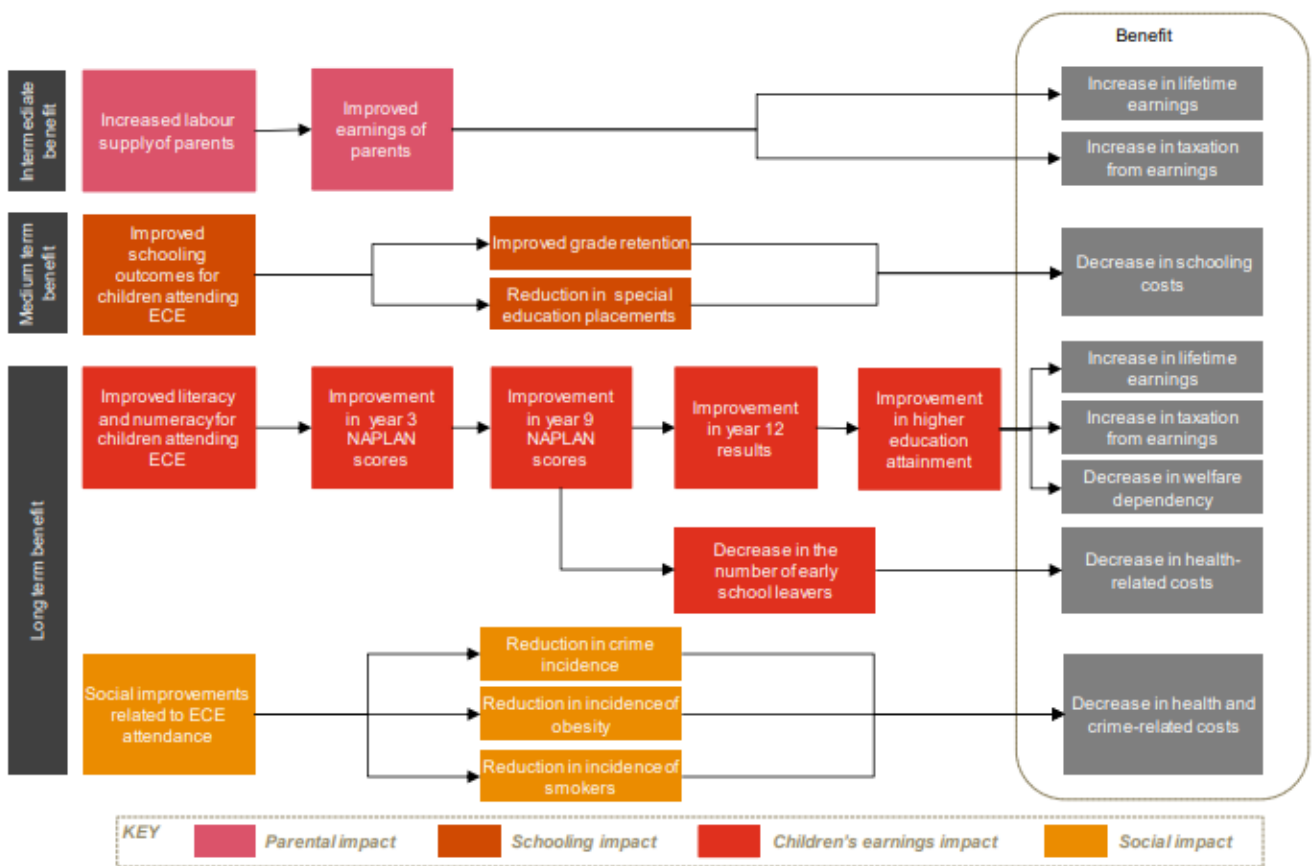 Benefit
Intermediate
benefit
Increased labour
supply of parents
Improved
earnings of
parents
Increase in lifetime
earnings
Increase in taxation
from earnings
Medium term
benefit
Improved
schooling
outcomes for
children attending
ECE
Improved grade retention
Reduction in special
education placements
Decrease in schooling
costs
Long term benefit
Improved literacy
and numeracy for
children attending
ECE
Improvement
in year 3
NAPLAN
scores
Improvement
in year 9
NAPLAN
scores
Improvement
in year 12
results
Improvement
in higher
education
attainment
Increase in lifetime
earnings
Increase in taxation
from earnings
Decrease in welfare
dependency
Decrease in the
number of early
school leavers
Decrease in health-
related costs
Social improvements
related to ECE
attendance
Reduction in crime
incidence
Reduction in incidence of
obesity
Reduction in incidence of
smokers
Decrease in health and
crime-related costs
KEY
Parental impact
Schooling impact
Children's earnings impact
Social impact